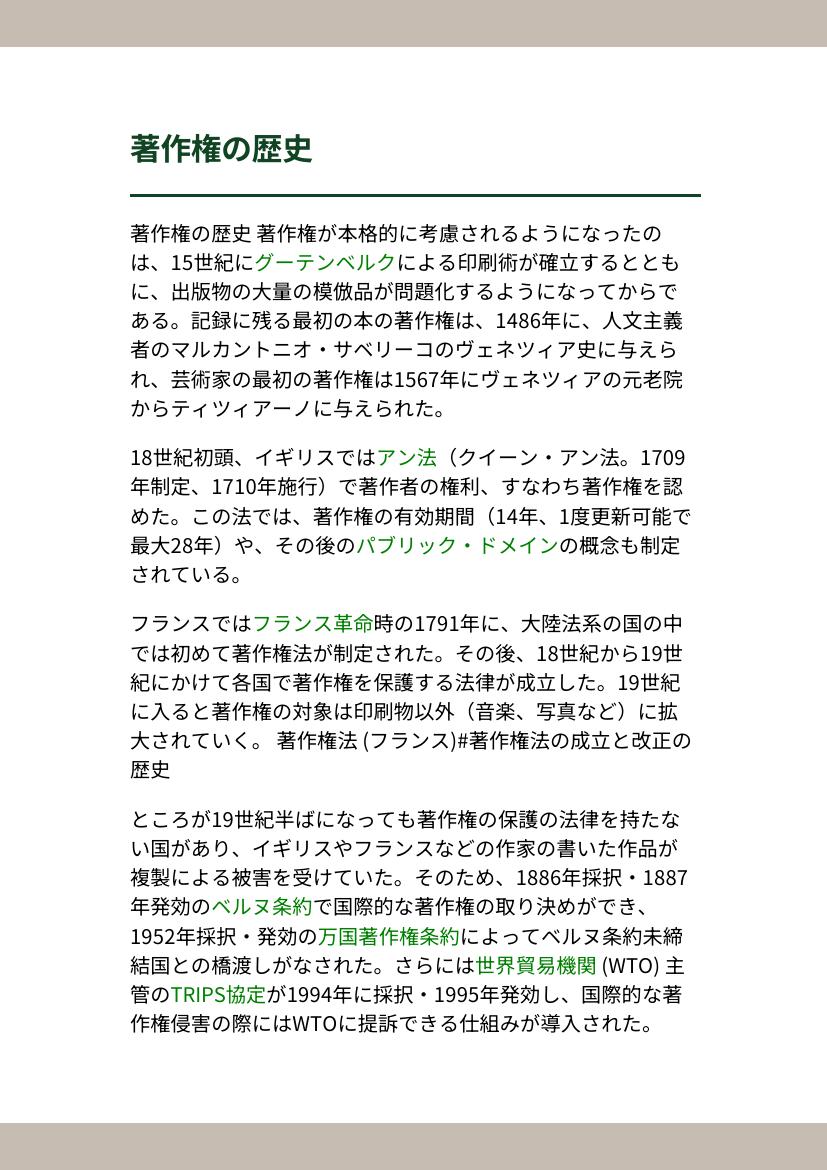 著作権の歴史
著作権の歴史 著作権が本格的に考慮されるようになったの
は、15世紀にグーテンベルクによる印刷術が確立するととも
に、出版物の大量の模倣品が問題化するようになってからで
ある。記録に残る最初の本の著作権は、1486年に、人文主義
者のマルカントニオ・サベリーコのヴェネツィア史に与えら
れ、芸術家の最初の著作権は1567年にヴェネツィアの元老院
からティツィアーノに与えられた。
18世紀初頭、イギリスではアン法（クイーン・アン法。1709
年制定、1710年施行）で著作者の権利、すなわち著作権を認
めた。この法では、著作権の有効期間（14年、1度更新可能で
最大28年）や、その後のパブリック・ドメインの概念も制定
されている。
フランスではフランス革命時の1791年に、大陸法系の国の中
では初めて著作権法が制定された。その後、18世紀から19世
紀にかけて各国で著作権を保護する法律が成立した。19世紀
に入ると著作権の対象は印刷物以外（音楽、写真など）に拡
大されていく。 著作権法 (フランス)#著作権法の成立と改正の
歴史
ところが19世紀半ばになっても著作権の保護の法律を持たな
い国があり、イギリスやフランスなどの作家の書いた作品が
複製による被害を受けていた。そのため、1886年採択・1887
年発効のベルヌ条約で国際的な著作権の取り決めができ、
1952年採択・発効の万国著作権条約によってベルヌ条約未締
結国との橋渡しがなされた。さらには世界貿易機関 (WTO) 主
管のTRIPS協定が1994年に採択・1995年発効し、国際的な著
作権侵害の際にはWTOに提訴できる仕組みが導入された。